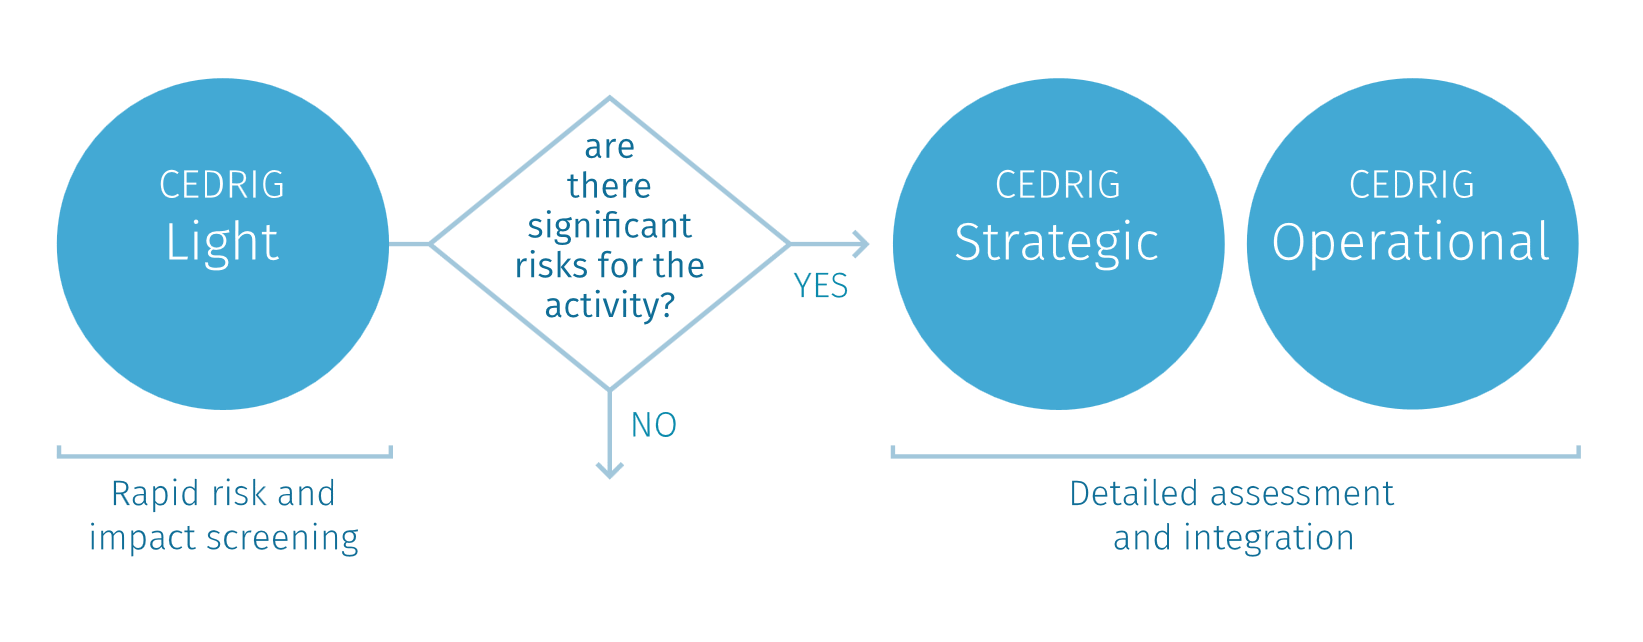 CEDRIG
Light
are
there
significant
risks for the
activity?
YES
NO
CEDRIG
Strategic
CEDRIG
Operational
Rapid risk and
impact screening
Detailed assessment
and integration